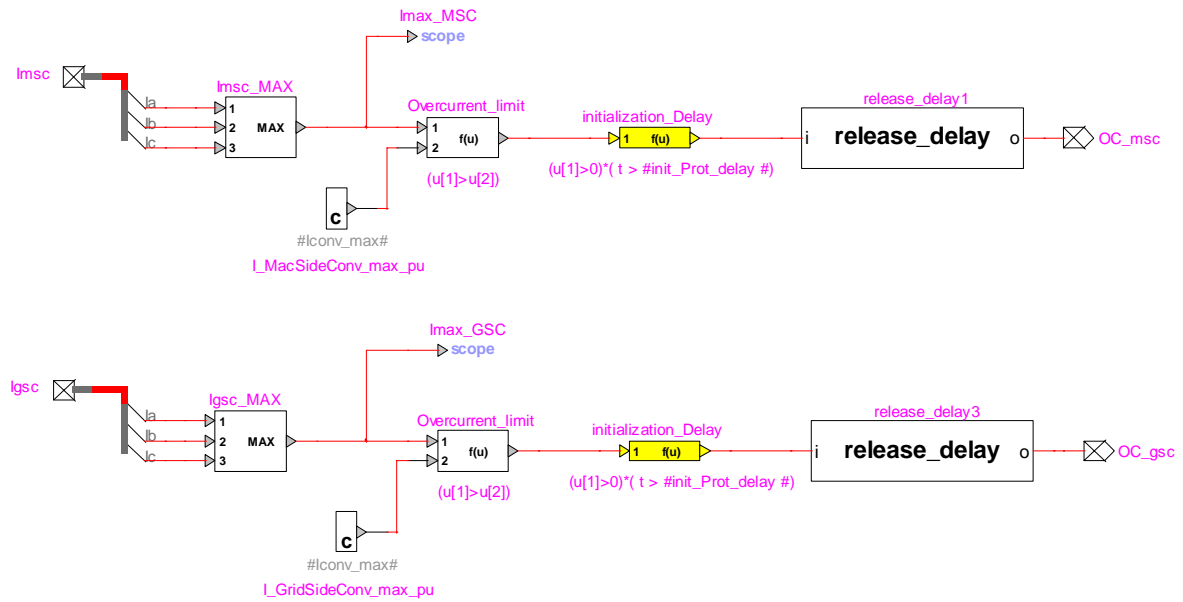 Imax_MSC
scope
Imsc
Imsc_MAX
Ia
Ib
Ic
1
2
3
MAX
Overcurrent_limit
1
2
f(u)
(u[1]>u[2])
initialization_Delay
1
f(u)
(u[1]>0)*( t > #init_Prot_delay #)
release_delay1
i
release_delay
o
OC_msc
c
#Iconv_max#
I_MacSideConv_max_pu
Imax_GSC
scope
Igsc
Igsc_MAX
Ia
Ib
Ic
1
2
3
MAX
Overcurrent_limit
1
2
f(u)
(u[1]>u[2])
initialization_Delay
1
f(u)
(u[1]>0)*( t > #init_Prot_delay #)
release_delay3
i
release_delay
o
OC_gsc
c
#Iconv_max#
I_GridSideConv_max_pu